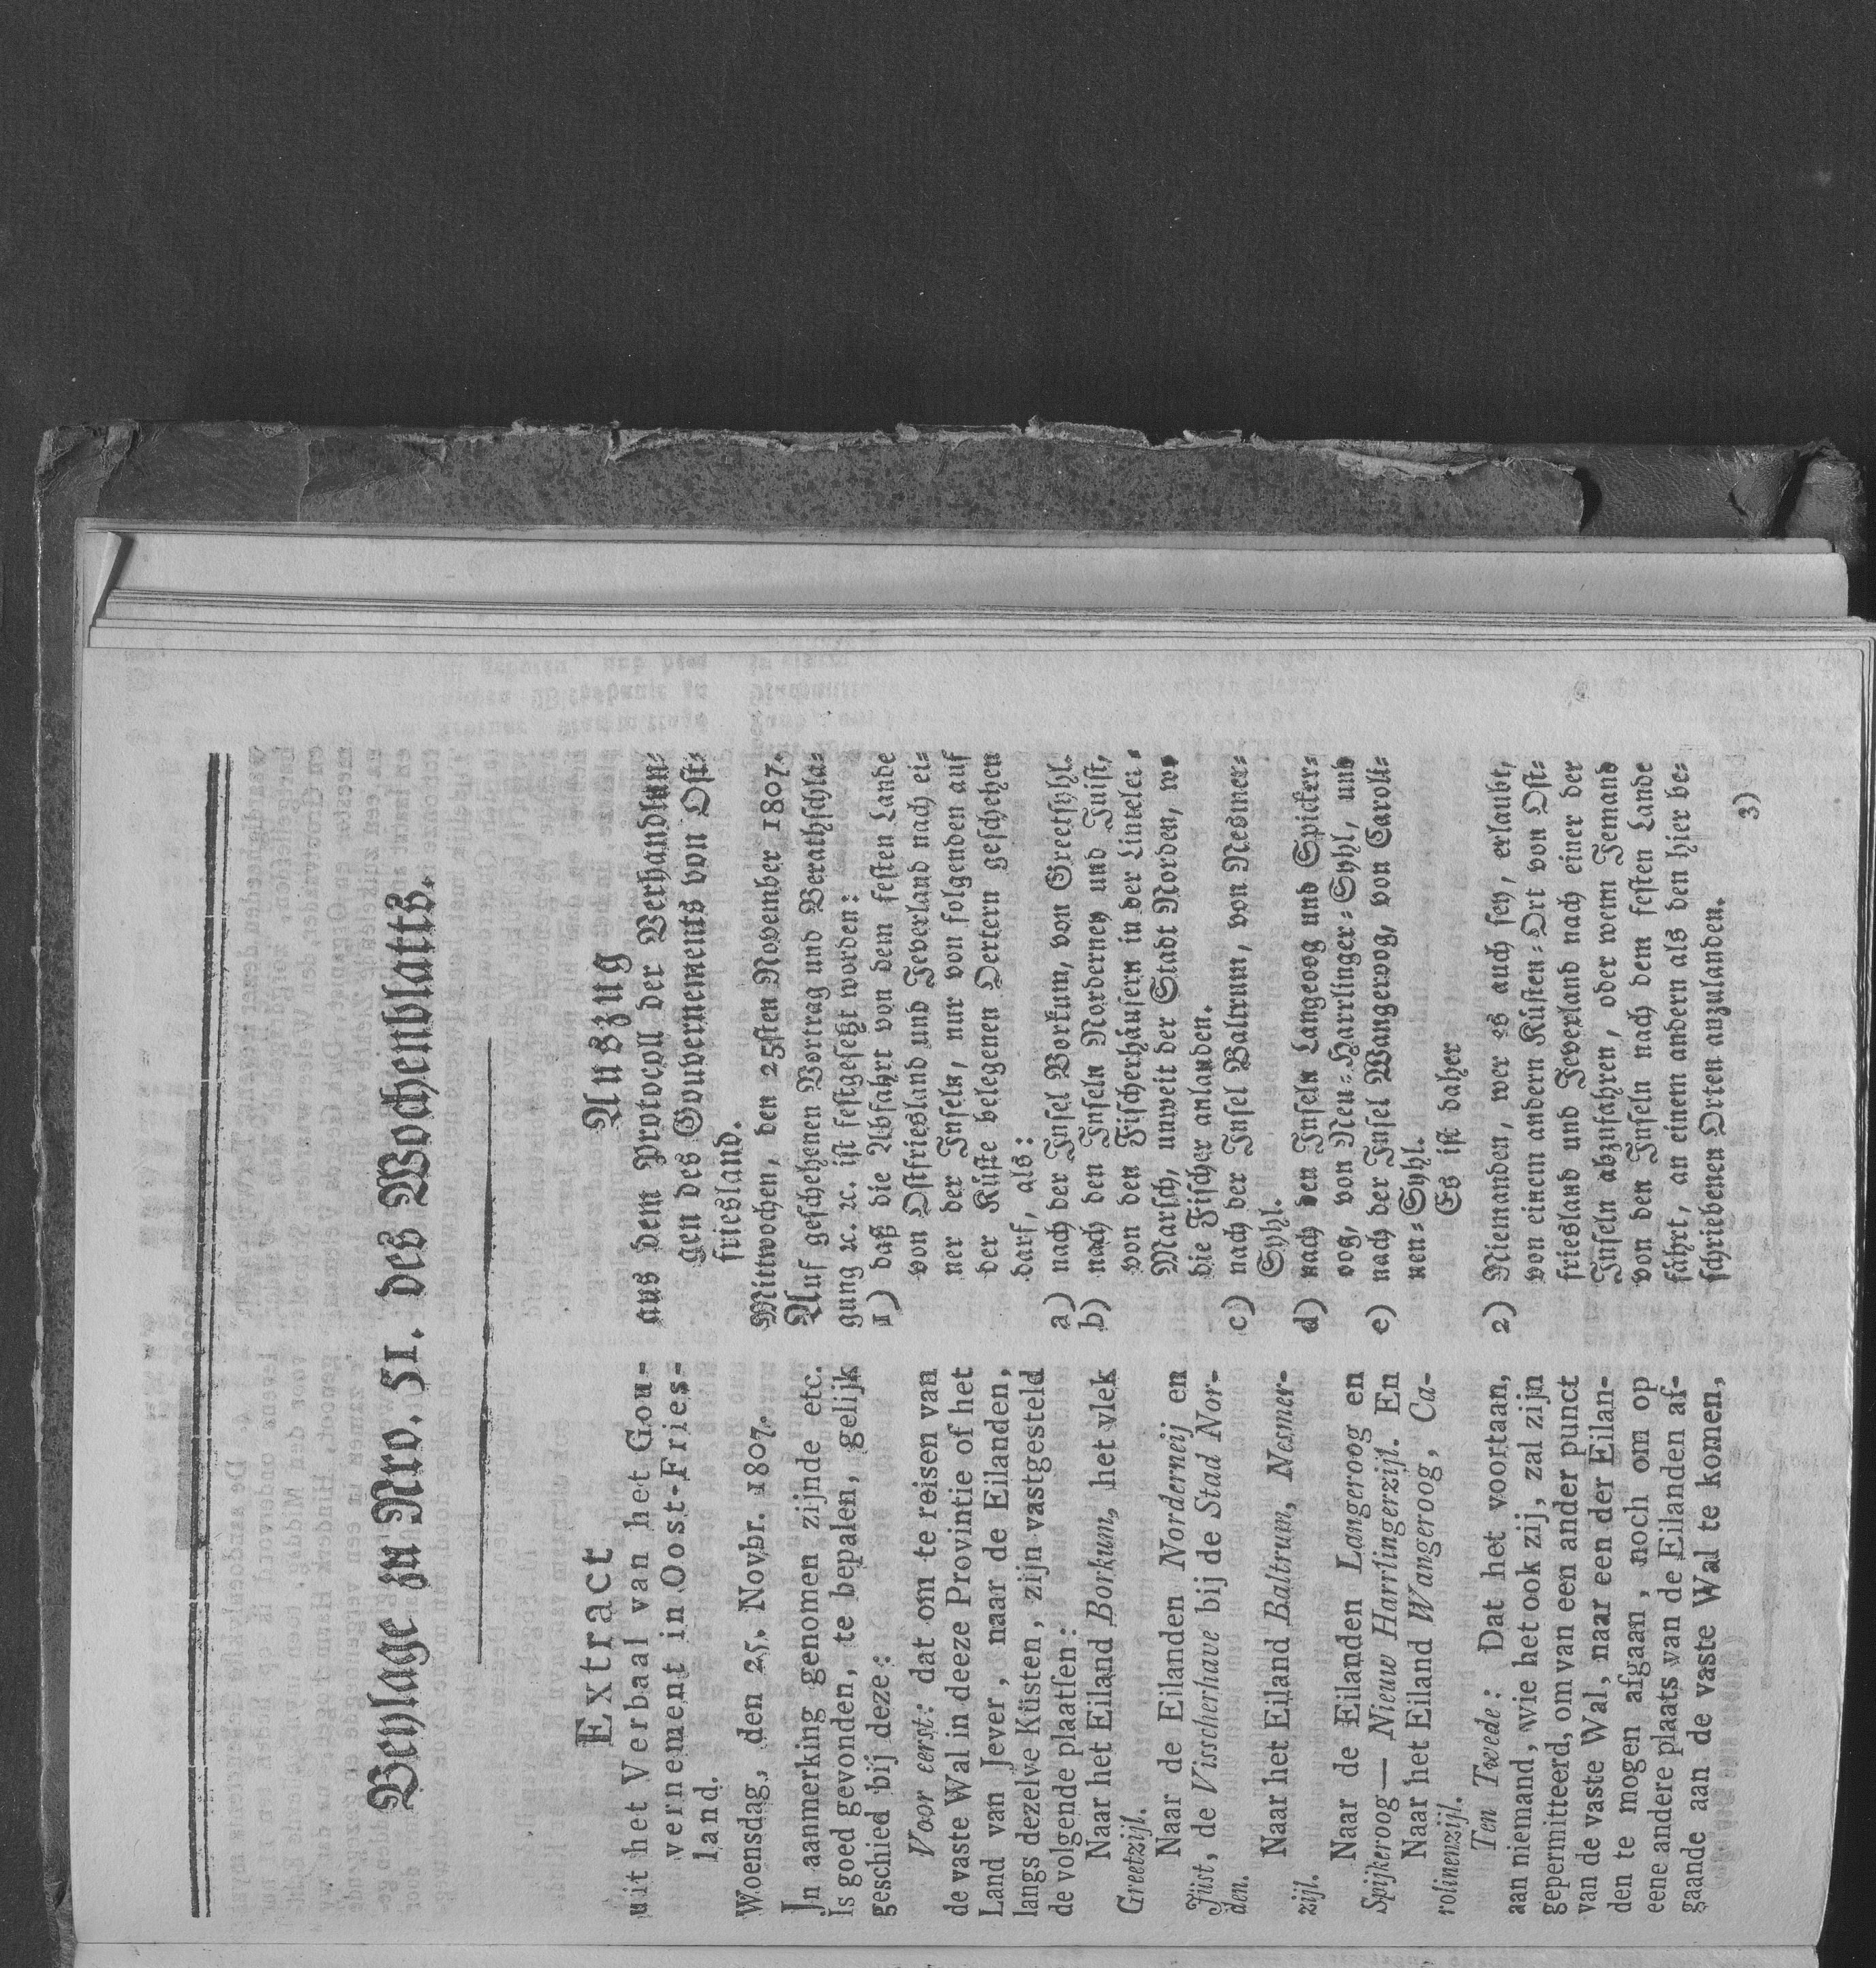 Beylage zu Nro. 51. des Wochenblatts.
Extract
uit het Verbaal van het Gou-
vernement in Oost-Fries-
land.
Woensdag, den 25. Novbr. 1807.
Jn aanmerking genomen zijnde etc.
Is goed gevonden, te bepalen, gelijk
geschied bij deze:
Voor eerst: dat om te reisen van
de vaste Wal in deeze Provintie of het
Land van Jever, naar de Eilanden,
langs dezelve Küsten, zijn vastgesteld
de volgende plaatsen:
Naar het Eiland Borkum, het vlek
Greetzijl.
Naar de Eilanden Norderneij en
Jüst, de Visscherhave bij de Stad Nor-
den.
Naar het Eiland Baltrum, Nesmer-
zijl.
Naar de Eilanden Langeroog en
Spijkeroog — Nieuw Harrlingerzijl. En
Naar het Eiland Wangeroog, Ca-
rolinenzijl.
Ten Twede: Dat het voortaan,
aan niemand, wie het ook zij, zal zijn
gepermitteerd, om van een ander punct
van de vaste Wal, naar een der Eilan-
den te mogen afgaan, noch om op
eene andere plaats van de Eilanden af-
gaande aan de vaste Wal te komen,
Auszug
aus dem Protocoll der Verhandlun-
gen des Gouvernements von Ost-
friesland.
Mittwochen, den 25sten November 1807.
Auf geschehenen Vortrag und Berathschla-
gung ꝛc. ꝛc. ist festgesetzt worden:
1) daß die Abfahrt von dem festen Lande
von Ostfriesland und Jeverland nach ei-
ner der Inseln, nur von folgenden auf
der Küste belegenen Oertern geschehen
darf, als:
a) nach der Insel Borkum, von Greetsyhl.
b) nach den Inseln Norderney und Juist,
von den Fischerhäusern in der Linteler-
Marsch, unweit der Stadt Norden, wo
die Fischer anlanden.
c) nach der Insel Baltrum, von Nesmer-
Syhl.
d) nach den Inseln Langeoog und Spicker-
oog, von Neu-Harrlinger-Syhl, und
e) nach der Insel Wangeroog, von Caroli-
nen-Syhl.
Es ist daher
2) Niemanden, wer es auch sey, erlaubt,
von einem andern Küsten-Ort von Ost-
friesland und Jeverland nach einer der
Inseln abzufahren, oder wenn Jemand
von den Inseln nach dem festen Lande
fährt, an einem andern als den hier be-
schriebenen Orten anzulanden.
3)